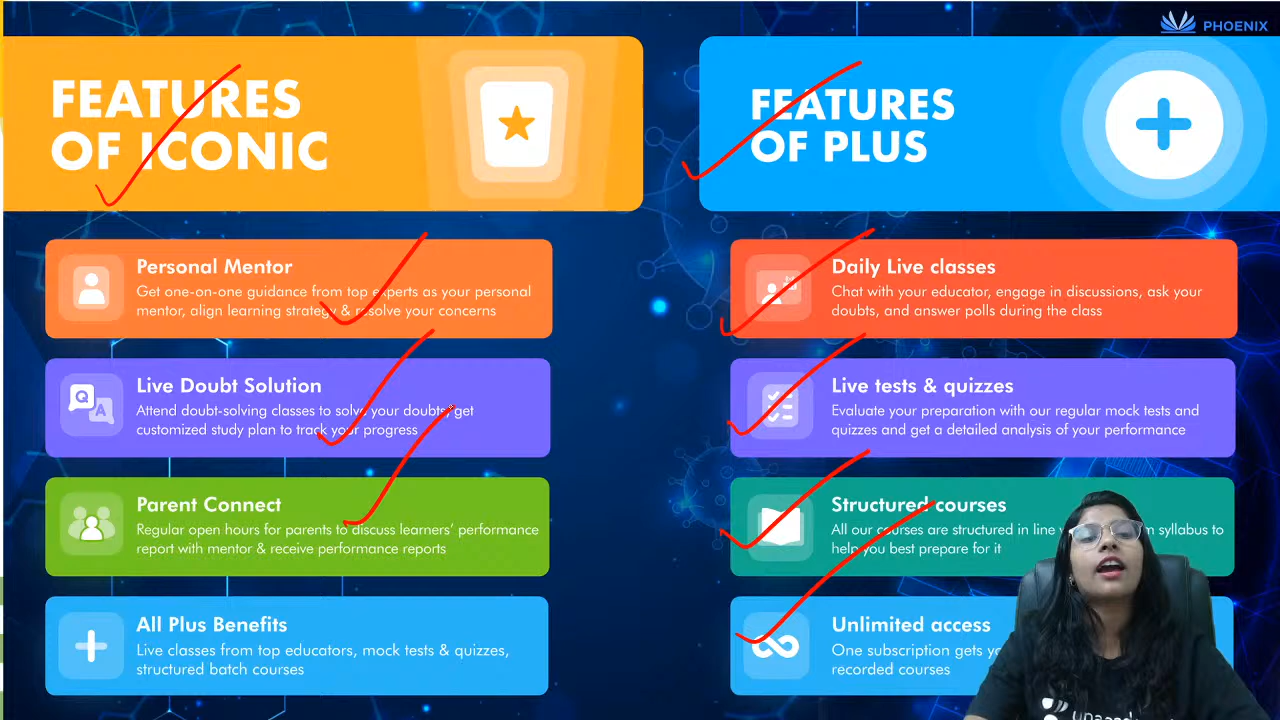 PHOENIX
FEATURES
OF ICONIC
Personal Mentor
Get one-on-one guidance from top experts as your personal
mentor, align learning strategy & resolve your concerns
Live Doubt Solution
Q
A
Attend doubt-solving classes to solve your doubts, get
customized study plan to track your progress
Parent Connect
Regular open hours for parents to discuss learners’ performance
report with mentor & receive performance reports
All Plus Benefits
Live classes from top educators, mock tests & quizzes,
structured batch courses
FEATURES
OF PLUS
Daily Live classes
Chat with your educator, engage in discussions, ask your
doubts, and answer polls during the class
Live tests & quizzes
Evaluate your preparation with our regular mock tests and
quizzes and get a detailed analysis of your performance
Structured courses
All our courses are structured in line syllabus to
help you best prepare for it
Unlimited access
One subscription gets
recorded courses